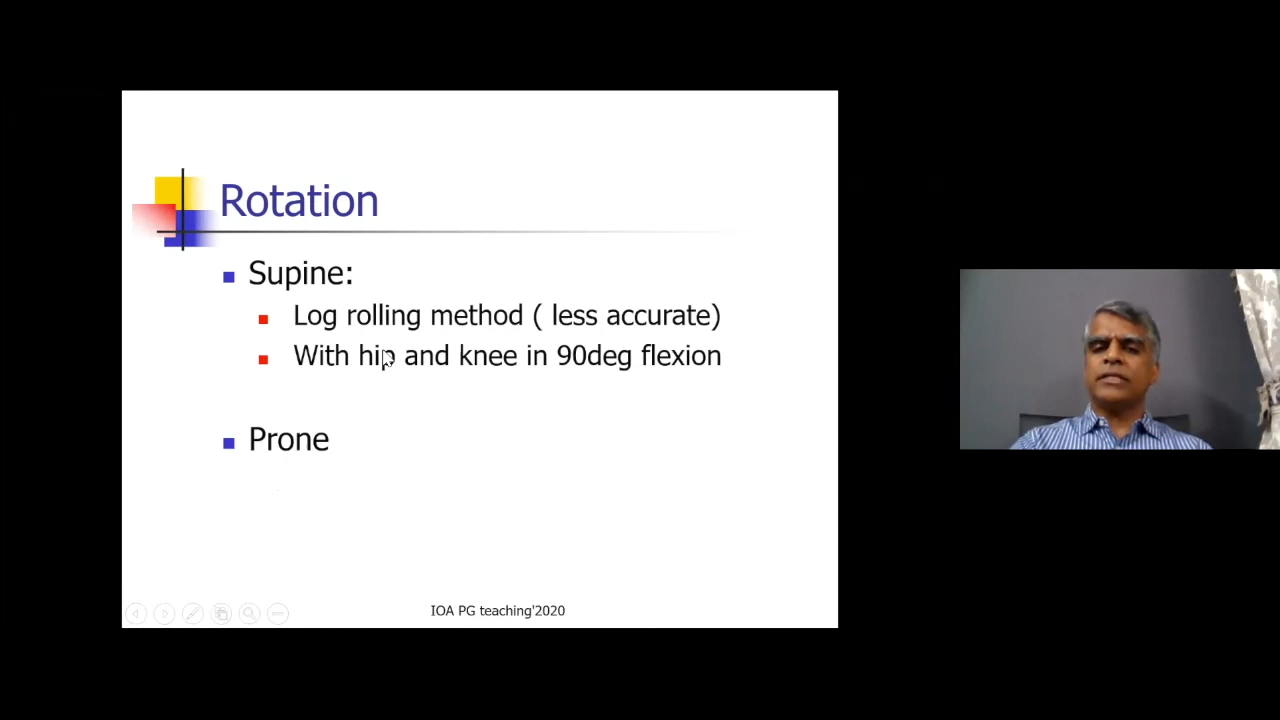 Rotation
Supine:
Log rolling method ( less accurate)
With hip and knee in 90deg flexion
Prone
IOA PG teaching'2020